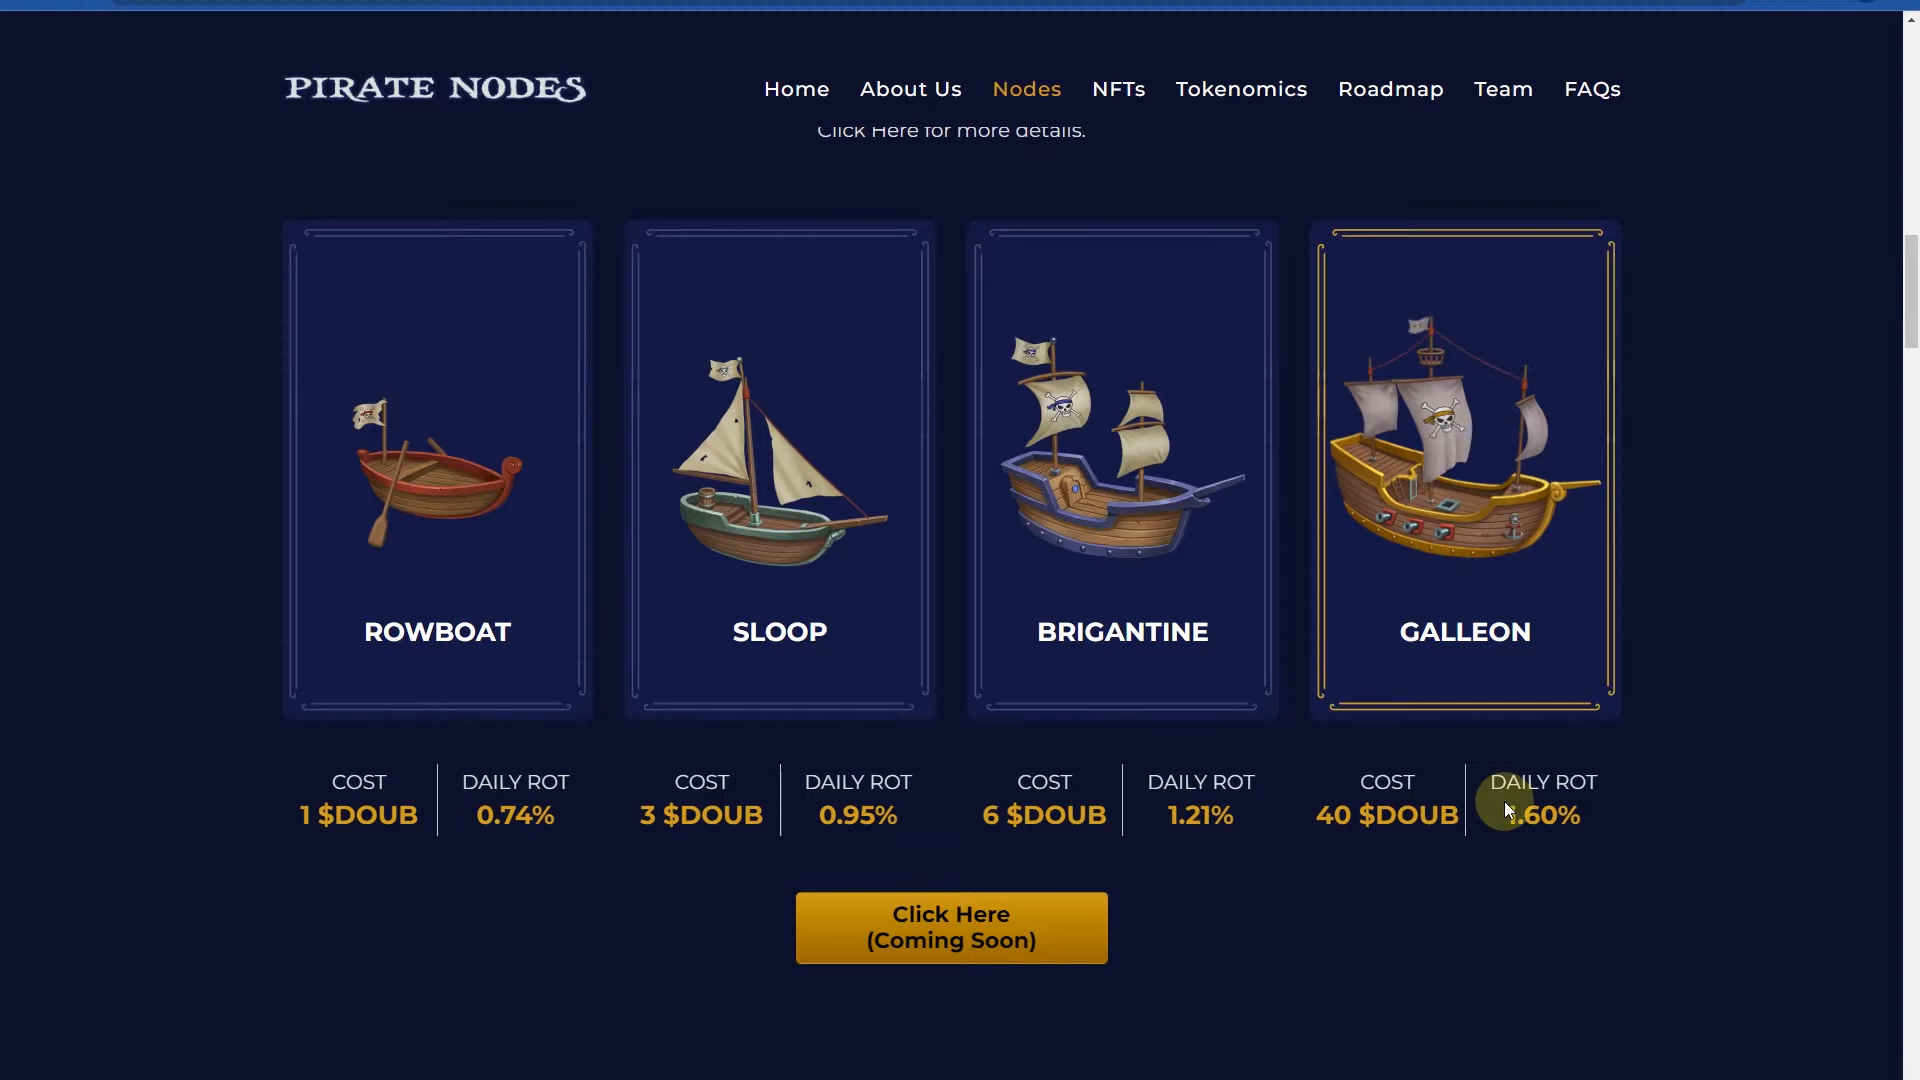 PIRATE NODES
Home About Us Nodes NFTs Tokenomics Roadmap Team FAQs
Click Here for more details.
ROWBOAT
SLOOP
BRIGANTINE
GALLEON
COST DAILY ROT
1 $DOUB 0.74%
COST DAILY ROT
3 $DOUB 0.95%
COST DAILY ROT
6 $DOUB 1.21%
COST DAILY ROT
40 $DOUB 1.60%
Click Here
(Coming Soon)